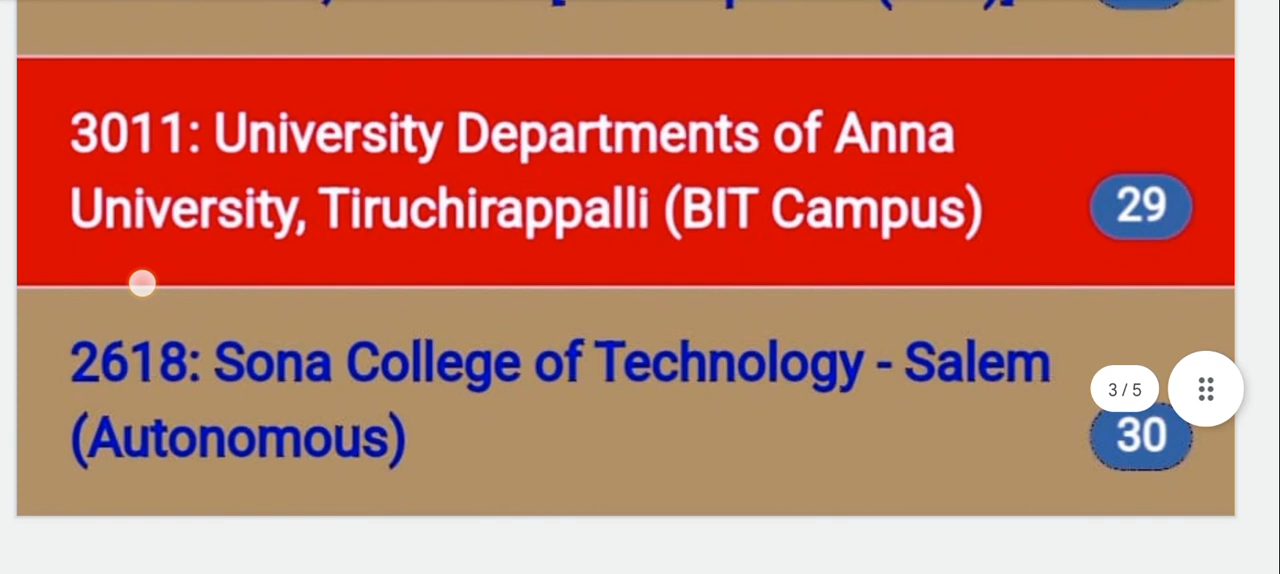 3011: University Departments of Anna
University, Tiruchirappalli (BIT Campus)
29
2618: Sona College of Technology - Salem
(Autonomous)
3 / 5
30